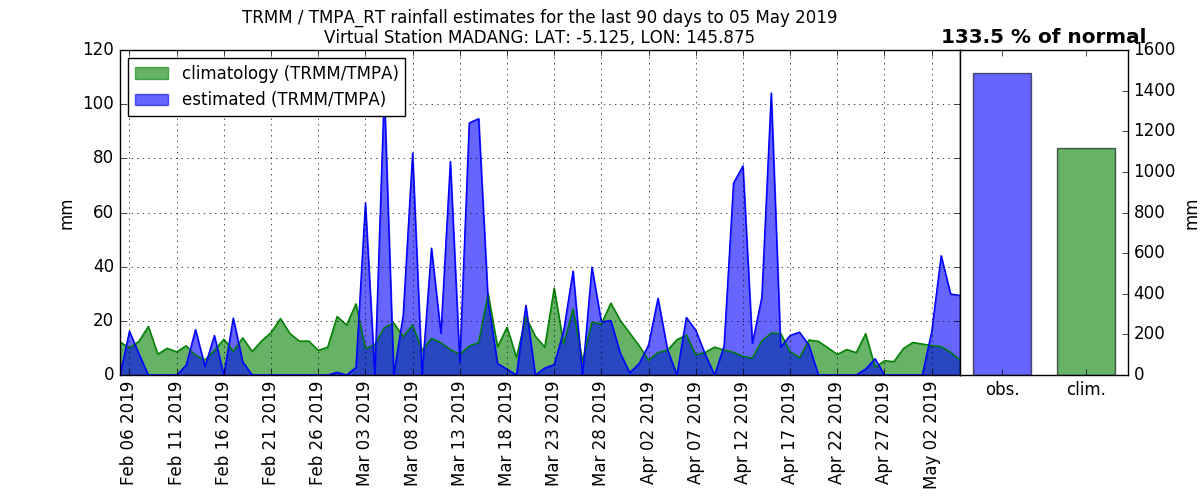 TRMM / TMPA_RT rainfall estimates for the last 90 days to 05 May 2019
Virtual Station MADANG: LAT: -5.125, LON: 145.875
133.5 % of normal
climatology (TRMM/TMPA)
estimated (TRMM/TMPA)
120
100
80
60
40
20
0
mm
1600
1400
1200
1000
800
600
400
200
0
mm
Feb 06 2019
Feb 11 2019
Feb 16 2019
Feb 21 2019
Feb 26 2019
Mar 03 2019
Mar 08 2019
Mar 13 2019
Mar 18 2019
Mar 23 2019
Mar 28 2019
Apr 02 2019
Apr 07 2019
Apr 12 2019
Apr 17 2019
Apr 22 2019
Apr 27 2019
May 02 2019
obs.
clim.